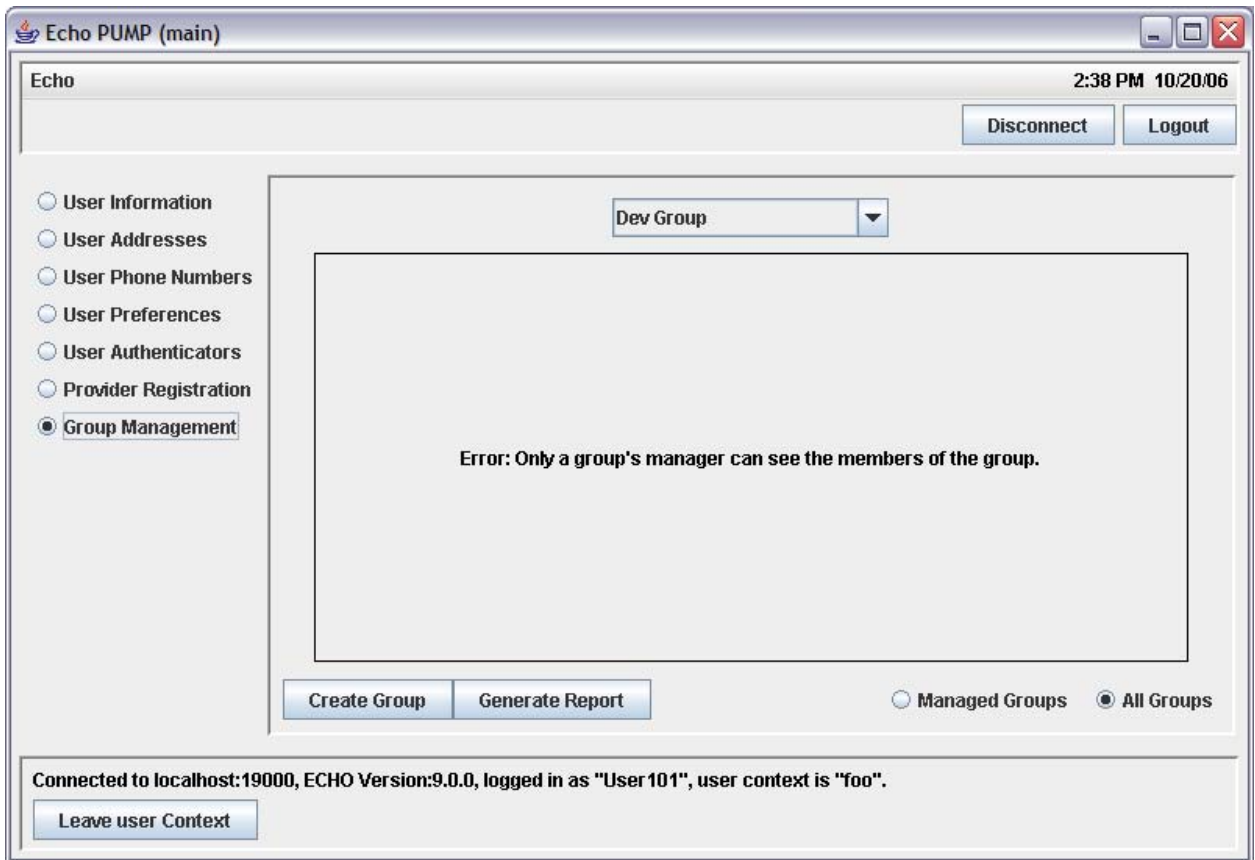 Echo PUMP (main)
Echo 2:38 PM 10/20/06
Disconnect Logout
User Information
User Addresses
User Phone Numbers
User Preferences
User Authenticators
Provider Registration
Group Management
Dev Group
Error: Only a group's manager can see the members of the group.
Create Group Generate Report Managed Groups All Groups
Connected to localhost:19000, ECHO Version:9.0.0, logged in as "User101", user context is "foo".
Leave user Context